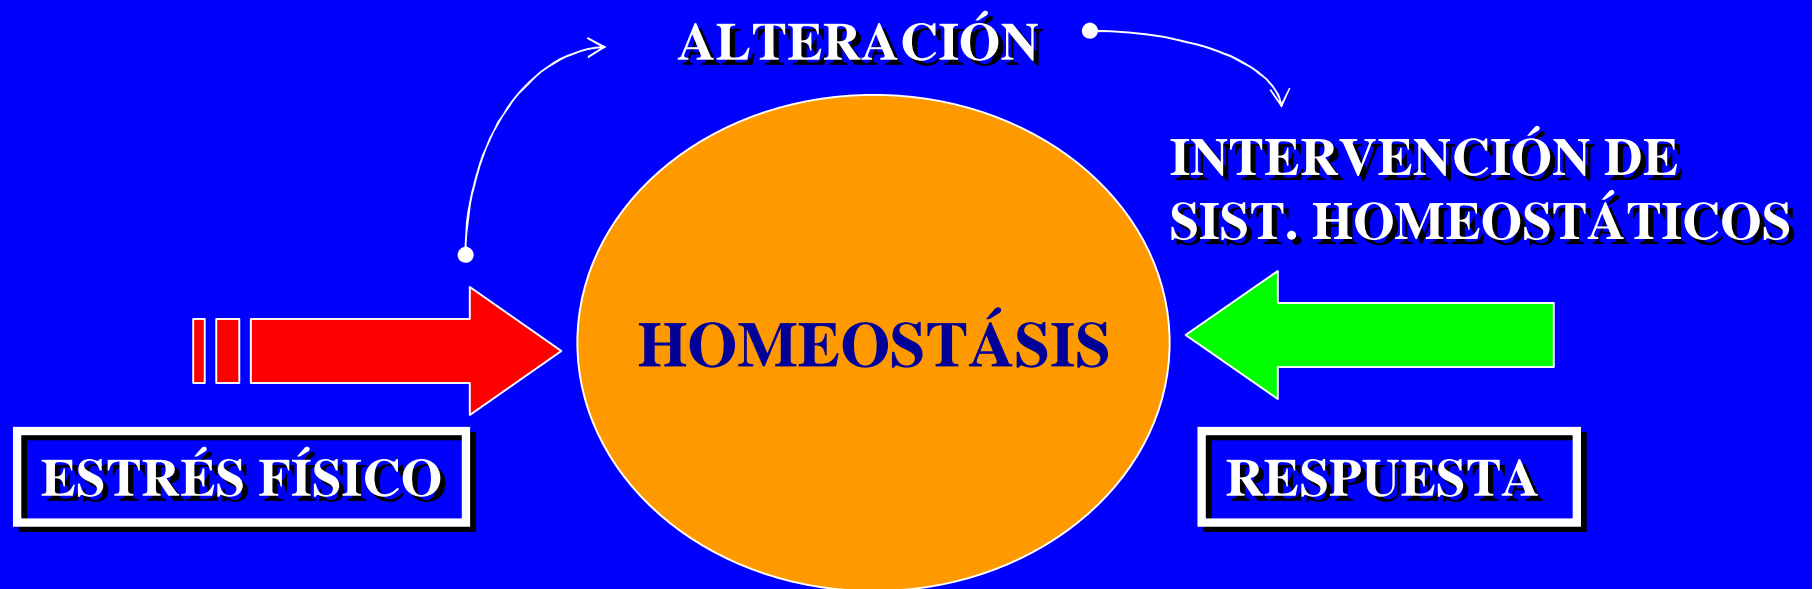 ALTERACIÓN
INTERVENCIÓN DE
SIST. HOMEOSTÁTICOS
HOMEOSTÁSIS
ESTRÉS FÍSICO
RESPUESTA